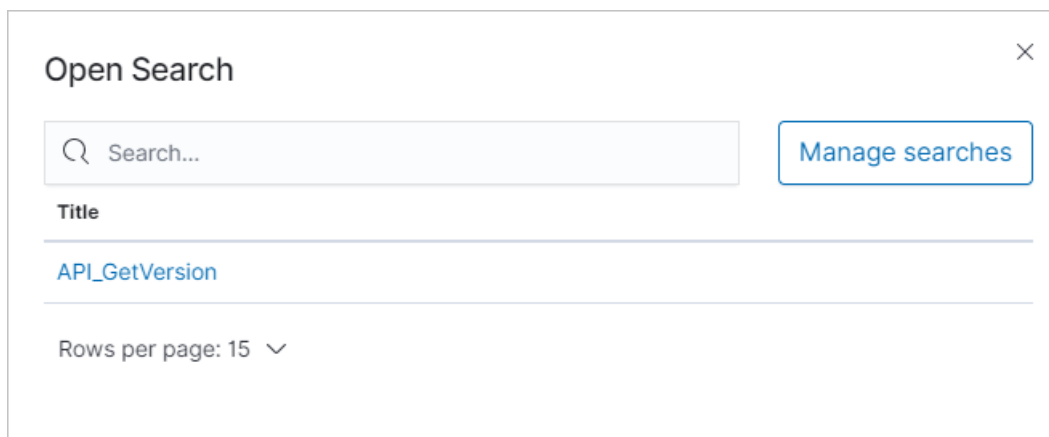 Open Search
Search...
Manage searches
Title
API_GetVersion
Rows per page: 15